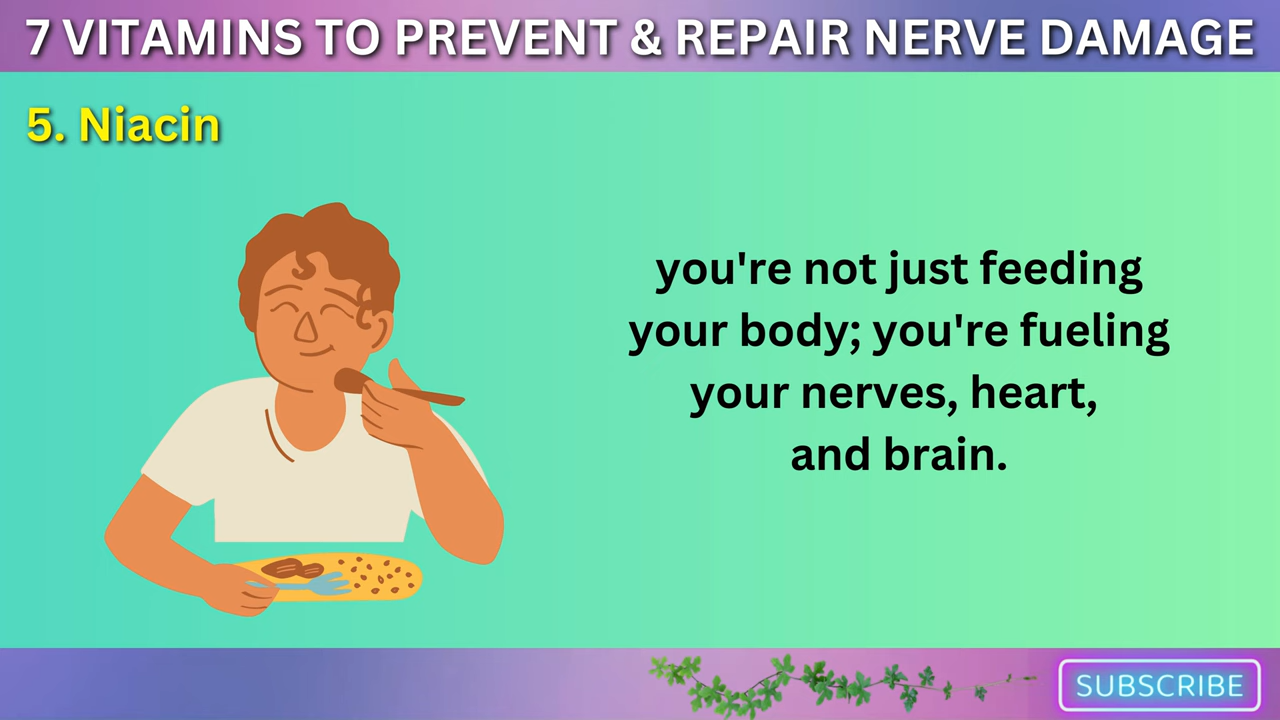 7 VITAMINS TO PREVENT & REPAIR NERVE DAMAGE
5. Niacin
you're not just feeding
your body; you're fueling
your nerves, heart,
and brain.
SUBSCRIBE